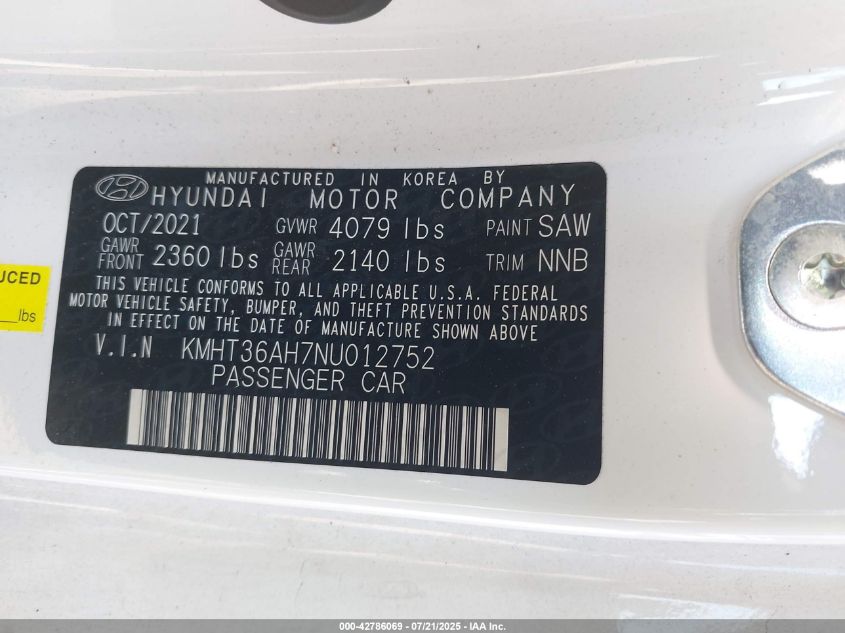 MANUFACTURED IN KOREA BY
HYUNDAI MOTOR COMPANY
OCT/2021 GVWR 4079 lbs PAINT SAW
GAWR FRONT 2360 lbs GAWR REAR 2140 lbs TRIM NNB
THIS VEHICLE CONFORMS TO ALL APPLICABLE U.S.A. FEDERAL
MOTOR VEHICLE SAFETY, BUMPER, AND THEFT PREVENTION STANDARDS
IN EFFECT ON THE DATE OF MANUFACTURE SHOWN ABOVE
V.I.N KMHT36AH7NU012752
PASSENGER CAR
UCED
lbs
000-42786069 - 07/21/2025 - IAA Inc.